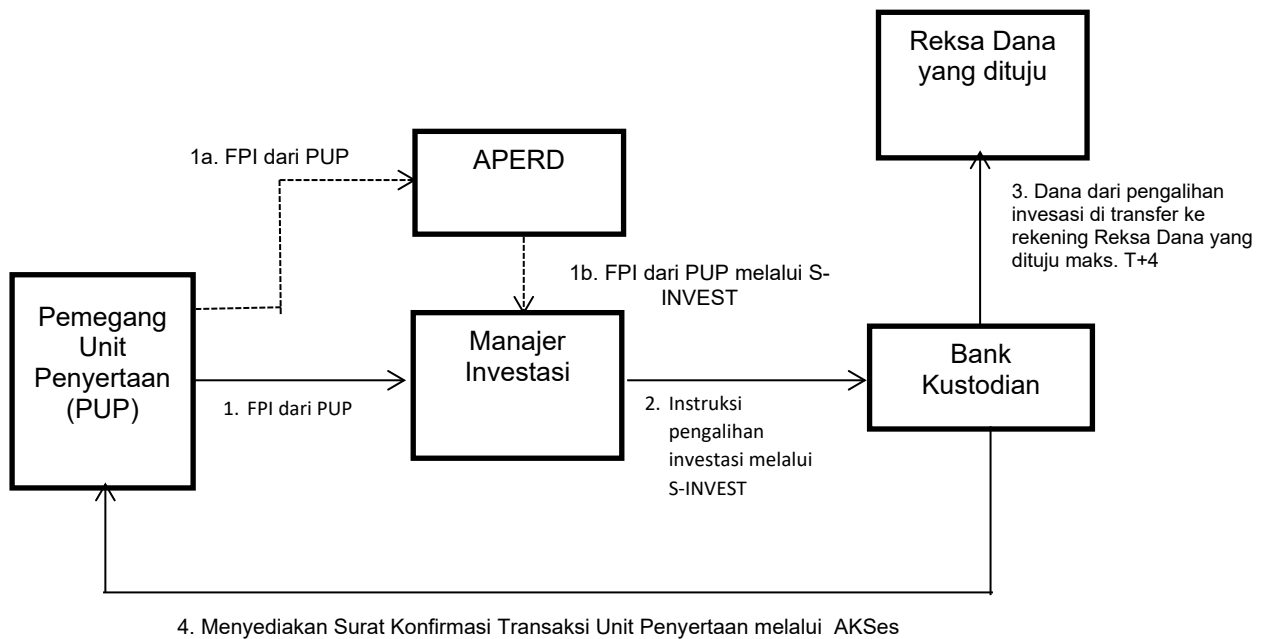 Reksa Dana
yang dituju
1a. FPI dari PUP
APERD
3. Dana dari pengalihan
invesasi di transfer ke
rekening Reksa Dana yang
dituju maks. T+4
1b. FPI dari PUP melalui S-
INVEST
Pemegang
Unit
Penyertaan
(PUP)
Manajer
Investasi
Bank
Kustodian
1. FPI dari PUP
2. Instruksi
pengalihan
investasi melalui
S-INVEST
4. Menyediakan Surat Konfirmasi Transaksi Unit Penyertaan melalui AKSes